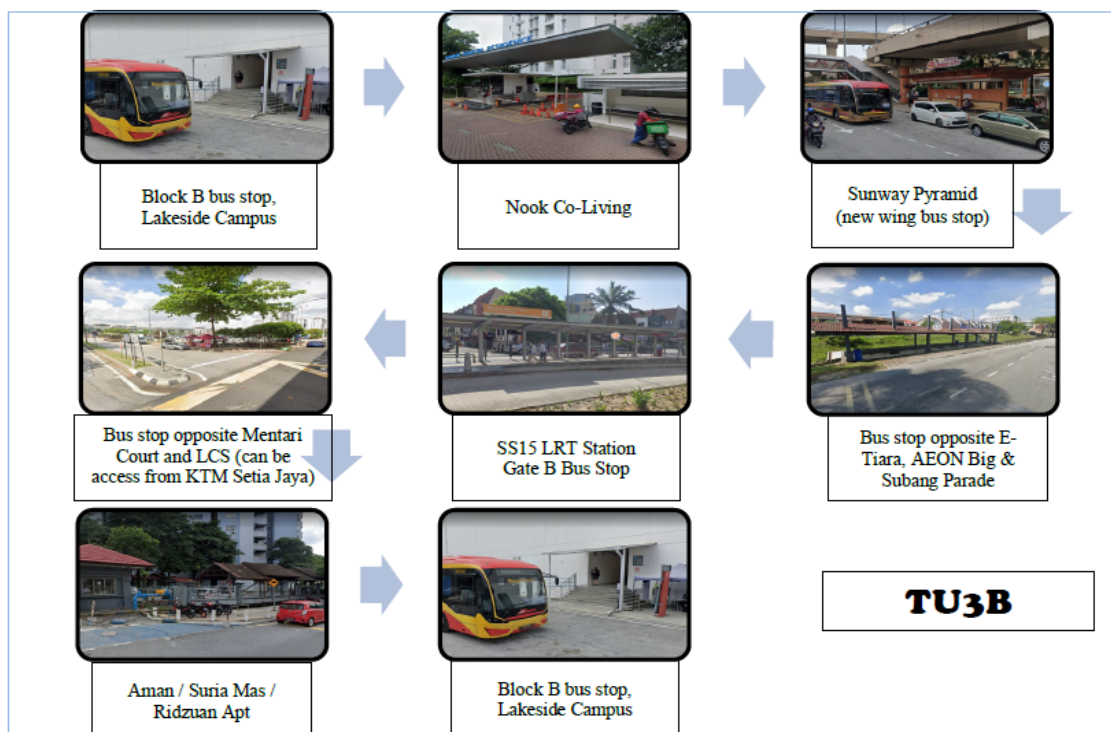 Block B bus stop,
Lakeside Campus
Nook Co-Living
Sunway Pyramid
(new wing bus stop)
Bus stop opposite Mentari
Court and LCS (can be
access from KTM Setia Jaya)
SS15 LRT Station
Gate B Bus Stop
Bus stop opposite E-
Tiara, AEON Big &
Subang Parade
Aman / Suria Mas /
Ridzuan Apt
Block B bus stop,
Lakeside Campus
TU3B